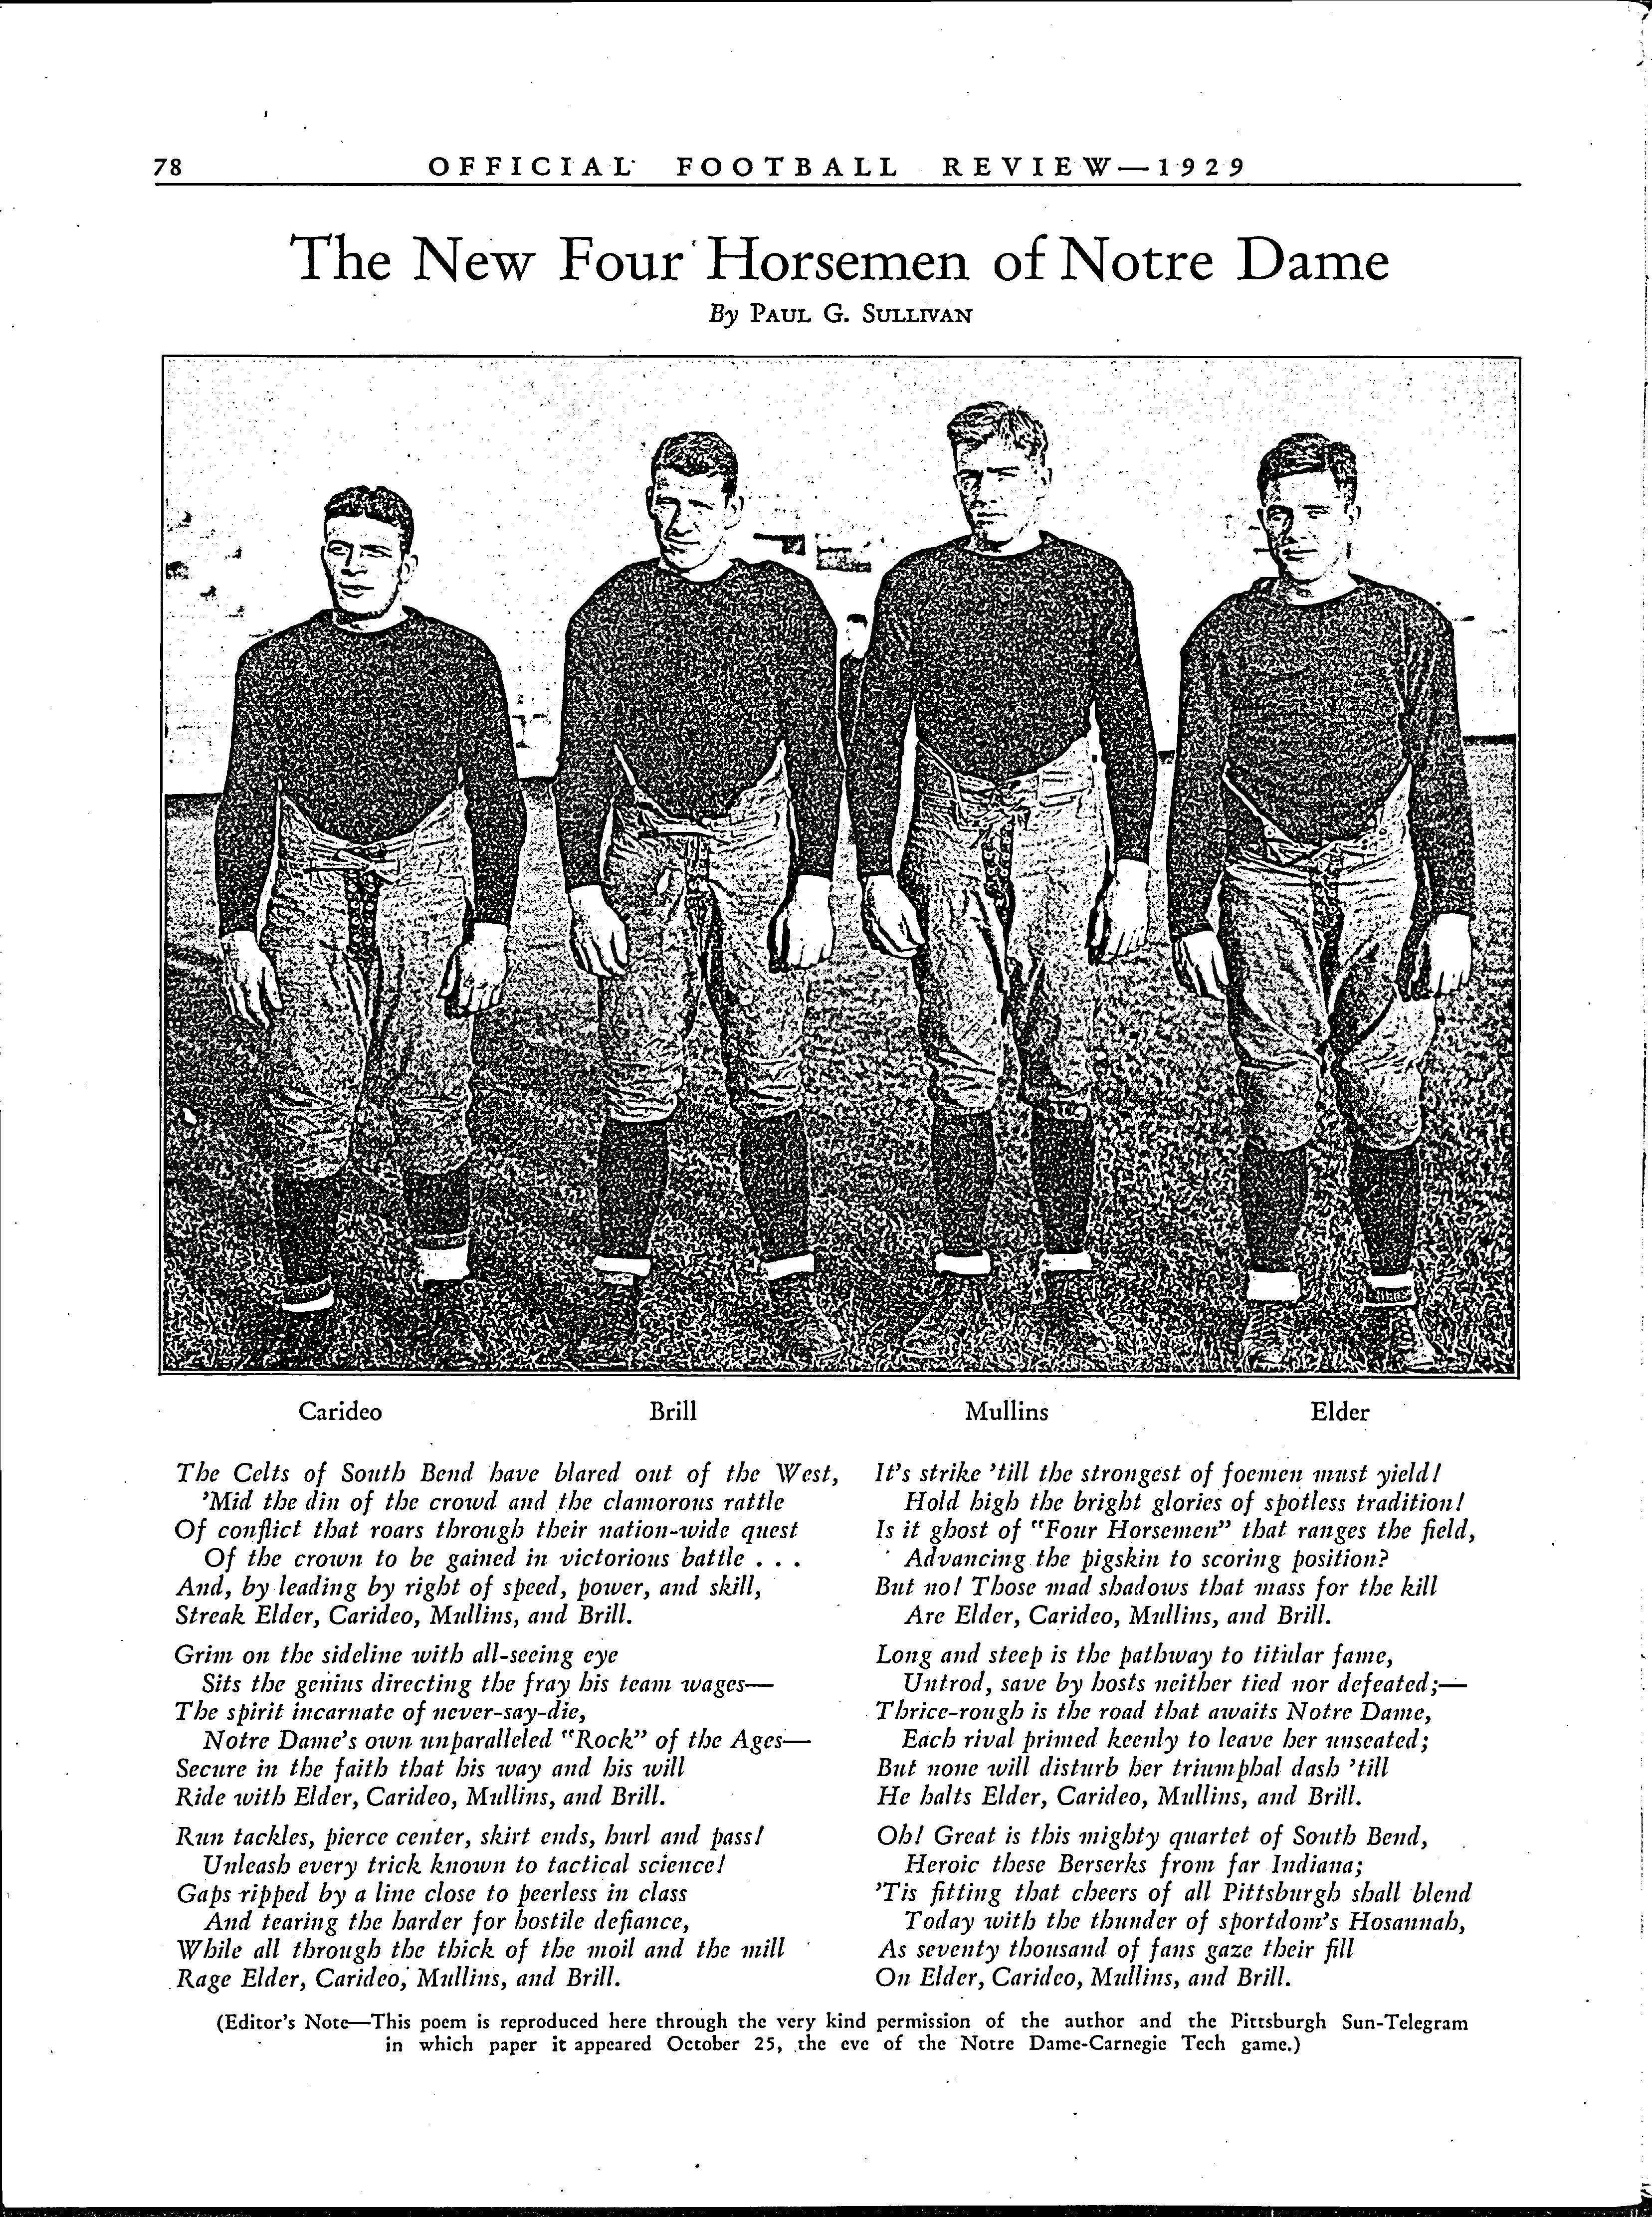 78
OFFICIAL FOOTBALL REVIEW—1929
The New Four Horsemen of Notre Dame
By PAUL G. SULLIVAN
Carideo Brill Mullins Elder
The Celts of South Bend have blared out of the West,
'Mid the din of the crowd and the clamorous rattle
Of conflict that roars through their nation-wide quest
Of the crown to be gained in victorious battle . . .
And, by leading by right of speed, power, and skill,
Streak Elder, Carideo, Mullins, and Brill.
Grim on the sideline with all-seeing eye
Sits the genius directing the fray his team wages—
The spirit incarnate of never-say-die,
Notre Dame's own unparalleled "Rock" of the Ages—
Secure in the faith that his way and his will
Ride with Elder, Carideo, Mullins, and Brill.
Run tackles, pierce center, skirt ends, hurl and pass!
Unleash every trick known to tactical science!
Gaps ripped by a line close to peerless in class
And tearing the harder for hostile defiance,
While all through the thick of the moil and the mill
Rage Elder, Carideo, Mullins, and Brill.
It's strike 'till the strongest of foemen must yield!
Hold high the bright glories of spotless tradition!
Is it ghost of "Four Horsemen" that ranges the field,
Advancing the pigskin to scoring position?
But no! Those mad shadows that mass for the kill
Are Elder, Carideo, Mullins, and Brill.
Long and steep is the pathway to titular fame,
Untrod, save by hosts neither tied nor defeated;—
Thrice-rough is the road that awaits Notre Dame,
Each rival primed keenly to leave her unseated;
But none will disturb her triumphal dash 'till
He halts Elder, Carideo, Mullins, and Brill.
Oh! Great is this mighty quartet of South Bend,
Heroic these Berserks from far Indiana;
'Tis fitting that cheers of all Pittsburgh shall blend
Today with the thunder of sportdom's Hosannah,
As seventy thousand of fans gaze their fill
On Elder, Carideo, Mullins, and Brill.
(Editor's Note—This poem is reproduced here through the very kind permission of the author and the Pittsburgh Sun-Telegram
in which paper it appeared October 25, the eve of the Notre Dame-Carnegie Tech game.)